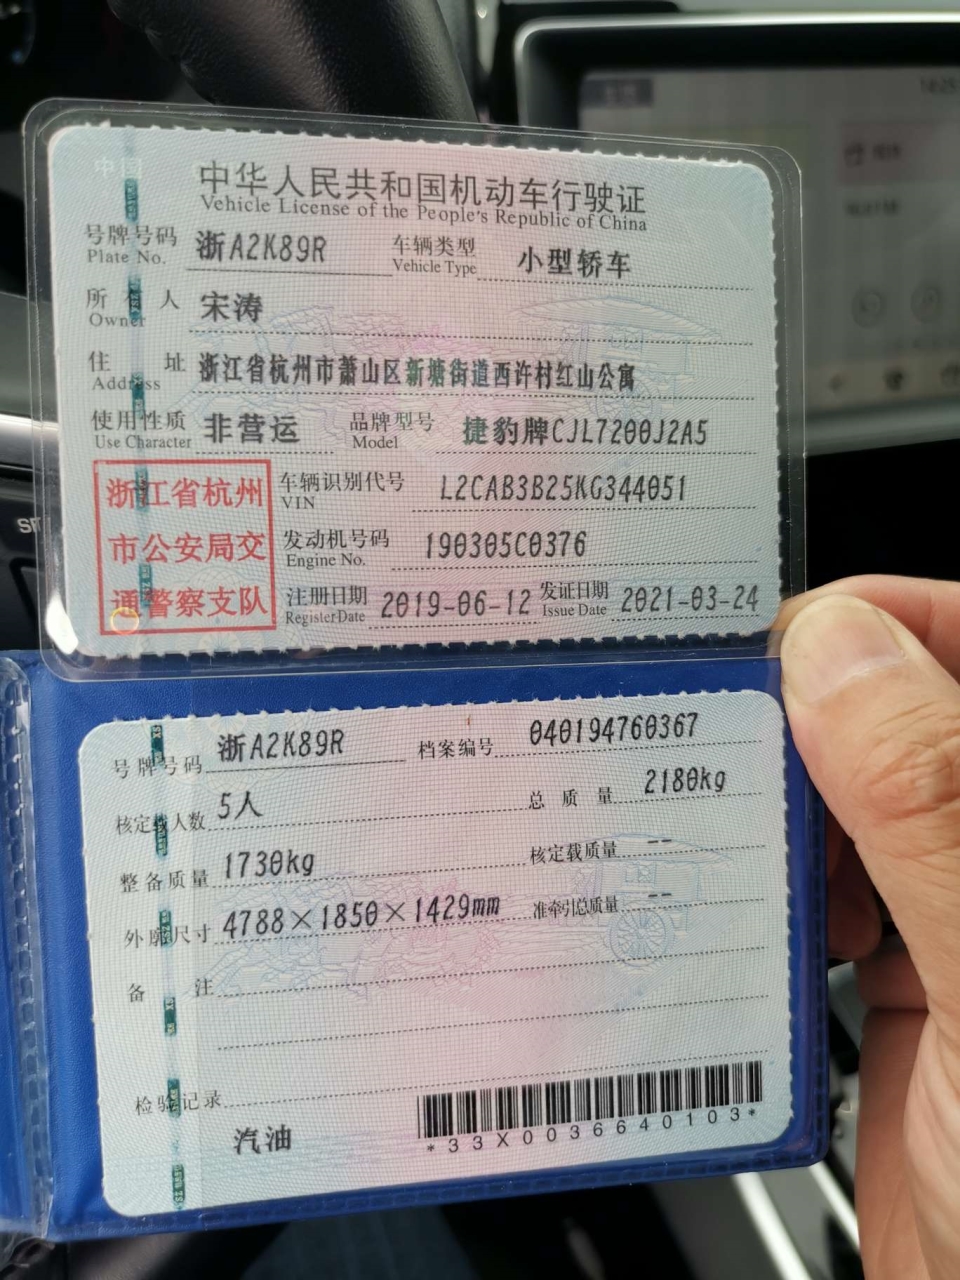 中华人民共和国机动车行驶证
Vehicle License of the People's Republic of China
号牌号码 浙A2K89R 车辆类型 小型轿车
Plate No. Vehicle Type
所有人 宋涛
Owner
住址 浙江省杭州市萧山区新塘街道西许村红山公寓
Address
使用性质 非营运 品牌型号 捷豹牌CJL7200J2A5
Use Character Model
浙江省杭州
市公安局交
通警察支队
车辆识别代号 L2CAB3B25KG344051
VIN
发动机号码 190305C0376
Engine No.
注册日期 2019-06-12 发证日期 2021-03-24
Register Date Issue Date
号牌号码 浙A2K89R 档案编号 040194760367
核定载人数 5人 总质量 2180kg
整备质量 1730kg 核定载质量 --
外廓尺寸 4788×1850×1429mm 准牵引总质量 --
备注
检验记录
汽油
*33X0036640103*